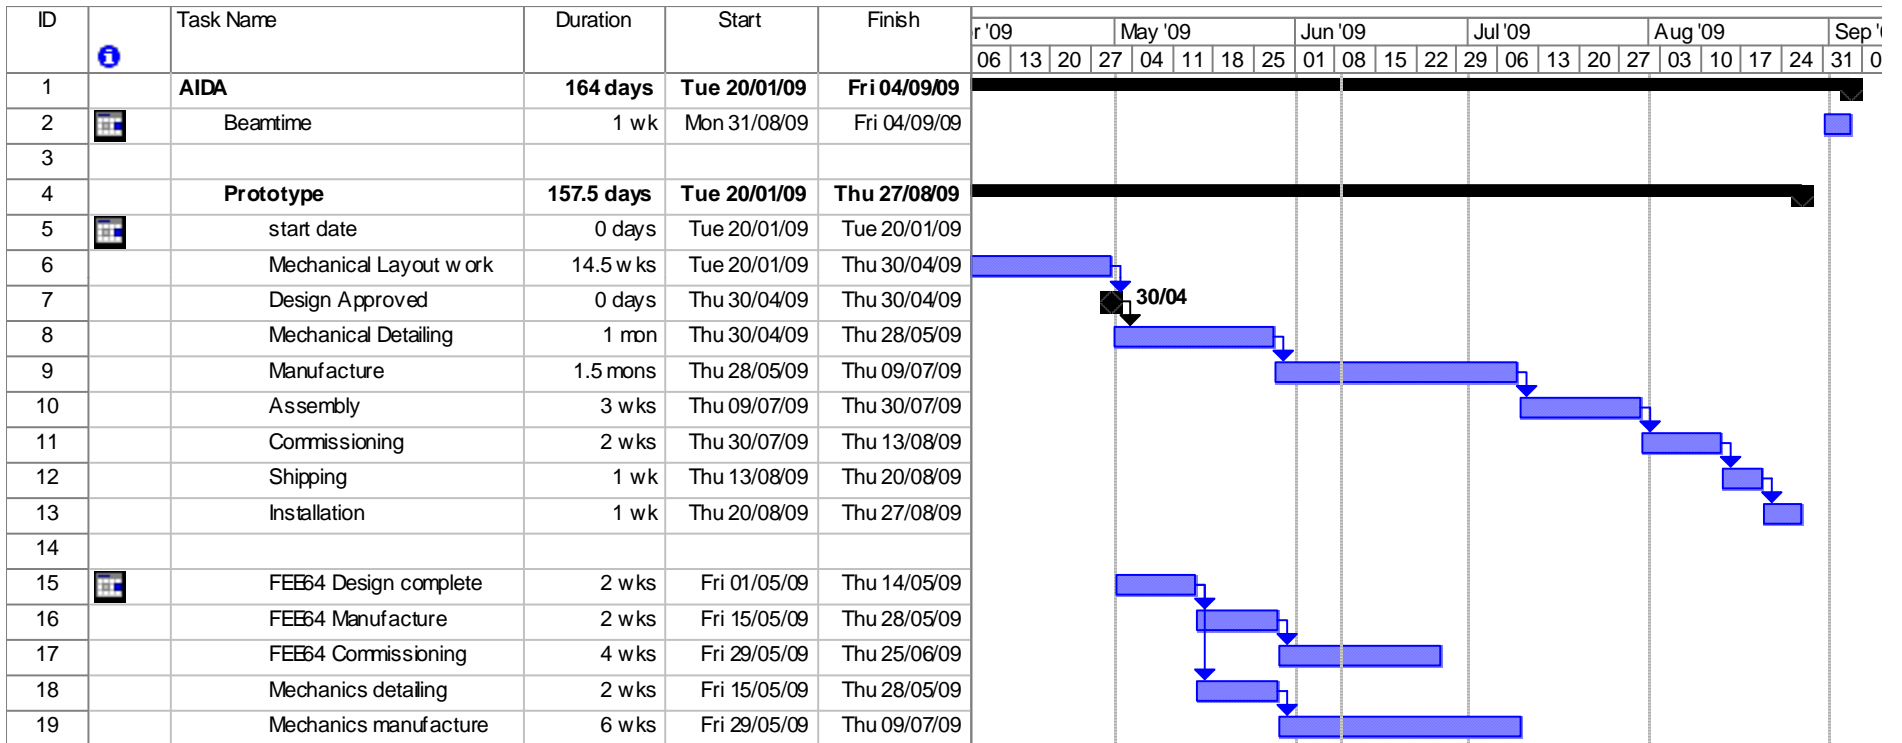 ID Task Name Duration Start Finish r '09 May '09 Jun '09 Jul '09 Aug '09 Sep '
06 13 20 27 04 11 18 25 01 08 15 22 29 06 13 20 27 03 10 17 24 31 0
1 AIDA 164 days Tue 20/01/09 Fri 04/09/09
2 Beamtime 1 wk Mon 31/08/09 Fri 04/09/09
3
4 Prototype 157.5 days Tue 20/01/09 Thu 27/08/09
5 start date 0 days Tue 20/01/09 Tue 20/01/09
6 Mechanical Layout work 14.5 wks Tue 20/01/09 Thu 30/04/09
7 Design Approved 0 days Thu 30/04/09 Thu 30/04/09 30/04
8 Mechanical Detailing 1 mon Thu 30/04/09 Thu 28/05/09
9 Manufacture 1.5 mons Thu 28/05/09 Thu 09/07/09
10 Assembly 3 wks Thu 09/07/09 Thu 30/07/09
11 Commissioning 2 wks Thu 30/07/09 Thu 13/08/09
12 Shipping 1 wk Thu 13/08/09 Thu 20/08/09
13 Installation 1 wk Thu 20/08/09 Thu 27/08/09
14
15 FEE64 Design complete 2 wks Fri 01/05/09 Thu 14/05/09
16 FEE64 Manufacture 2 wks Fri 15/05/09 Thu 28/05/09
17 FEE64 Commissioning 4 wks Fri 29/05/09 Thu 25/06/09
18 Mechanics detailing 2 wks Fri 15/05/09 Thu 28/05/09
19 Mechanics manufacture 6 wks Fri 29/05/09 Thu 09/07/09